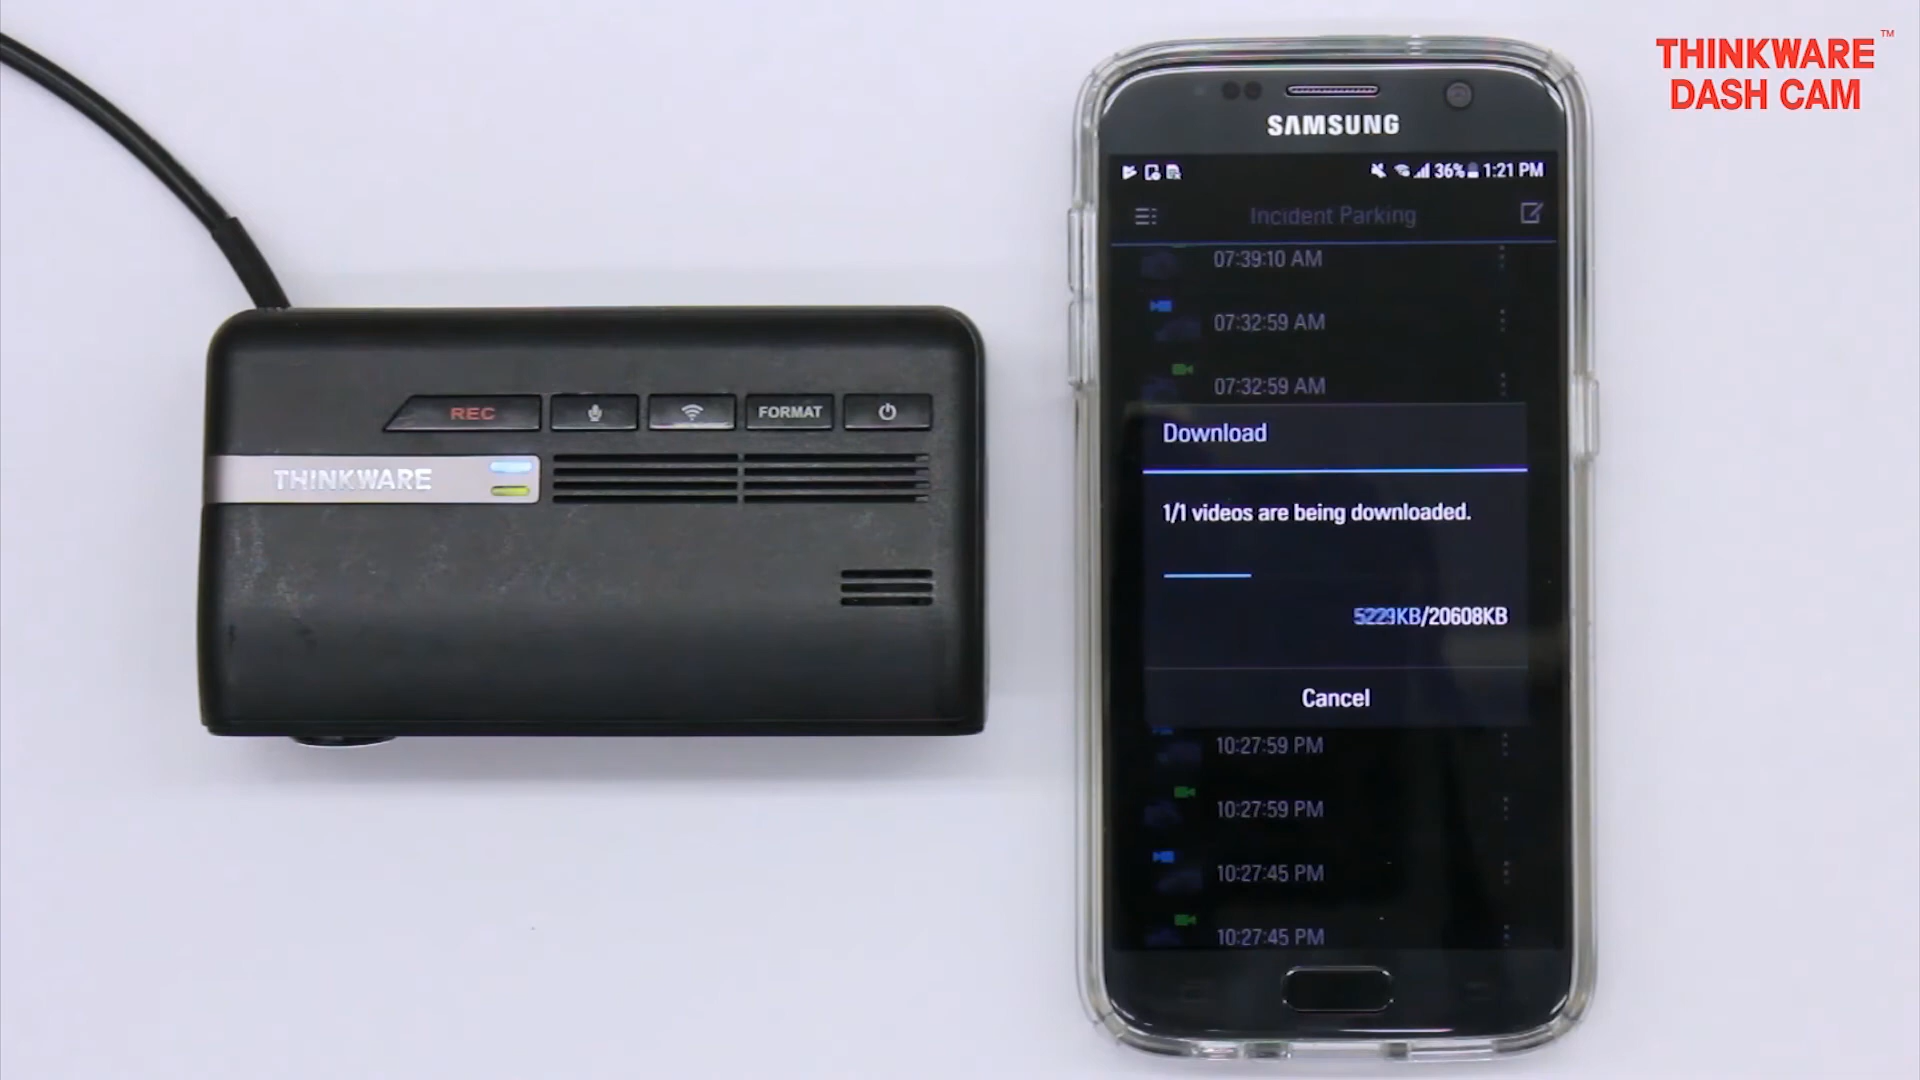 THINKWARE™
DASH CAM
REC
FORMAT
THINKWARE
SAMSUNG
36% 1:21 PM
Incident Parking
07:39:10 AM
07:32:59 AM
07:32:59 AM
Download
1/1 videos are being downloaded.
5229KB/20608KB
Cancel
10:27:59 PM
10:27:59 PM
10:27:45 PM
10:27:45 PM